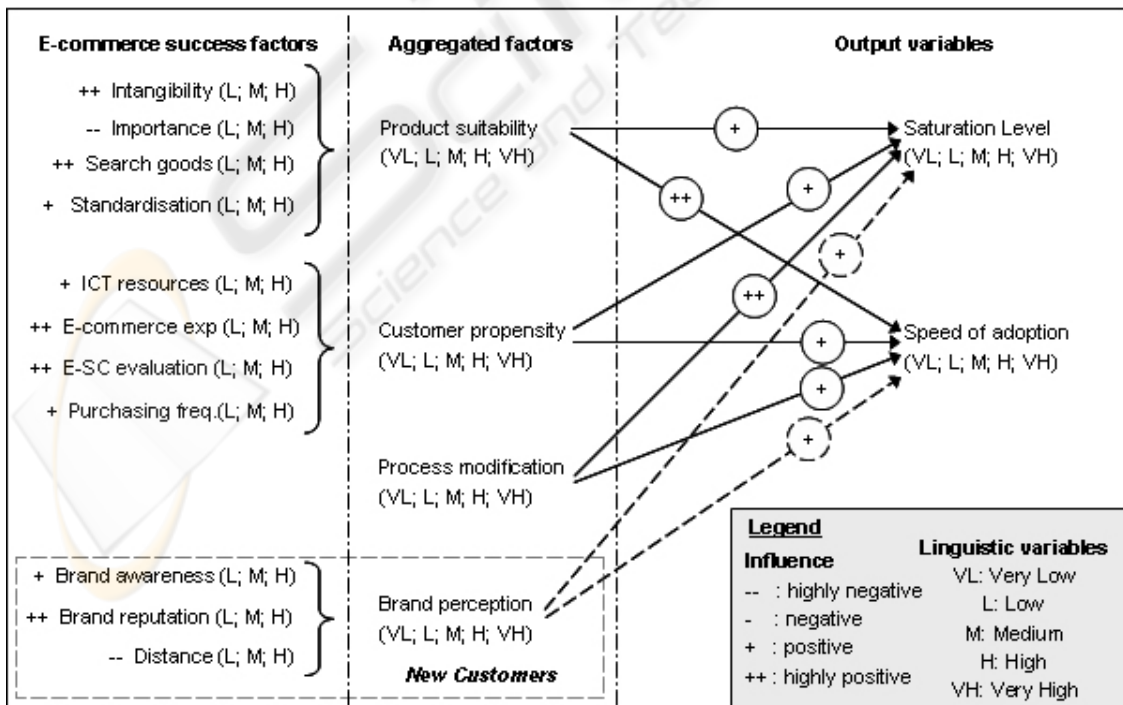 E-commerce success factors
++ Intangibility (L; M; H)
-- Importance (L; M; H)
++ Search goods (L; M; H)
+ Standardisation (L; M; H)
+ ICT resources (L; M; H)
++ E-commerce exp (L; M; H)
++ E-SC evaluation (L; M; H)
+ Purchasing freq.(L; M; H)
+ Brand awareness (L; M; H)
++ Brand reputation (L; M; H)
-- Distance (L; M; H)
Aggregated factors
Product suitability
(VL; L; M; H; VH)
Customer propensity
(VL; L; M; H; VH)
Process modification
(VL; L; M; H; VH)
Brand perception
(VL; L; M; H; VH)
New Customers
Output variables
+
++
+
+
++
+
+
+
Saturation Level
(VL; L; M; H; VH)
Speed of adoption
(VL; L; M; H; VH)
Legend
Influence
-- : highly negative
- : negative
+ : positive
++ : highly positive
Linguistic variables
VL: Very Low
L: Low
M: Medium
H: High
VH: Very High
Science and Tec